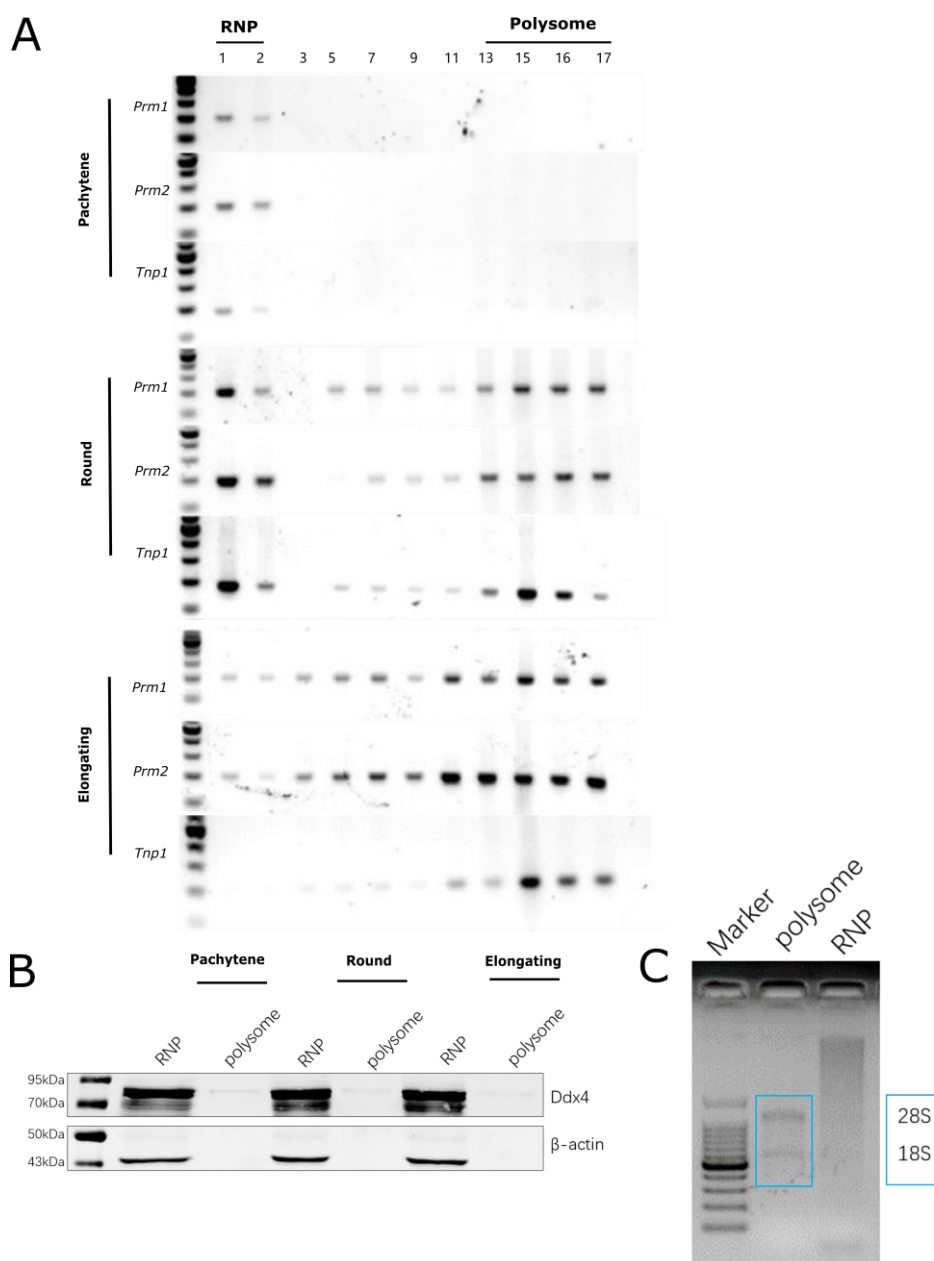 A
RNP Polysome
1 2 3 5 7 9 11 13 15 16 17
Pachytene
Prm1
Prm2
Tnp1
Round
Prm1
Prm2
Tnp1
Elongating
Prm1
Prm2
Tnp1
B
Pachytene Round Elongating
RNP polysome RNP polysome RNP polysome
95kDa
70kDa
Ddx4
50kDa
43kDa
β-actin
C
Marker polysome RNP
28S
18S